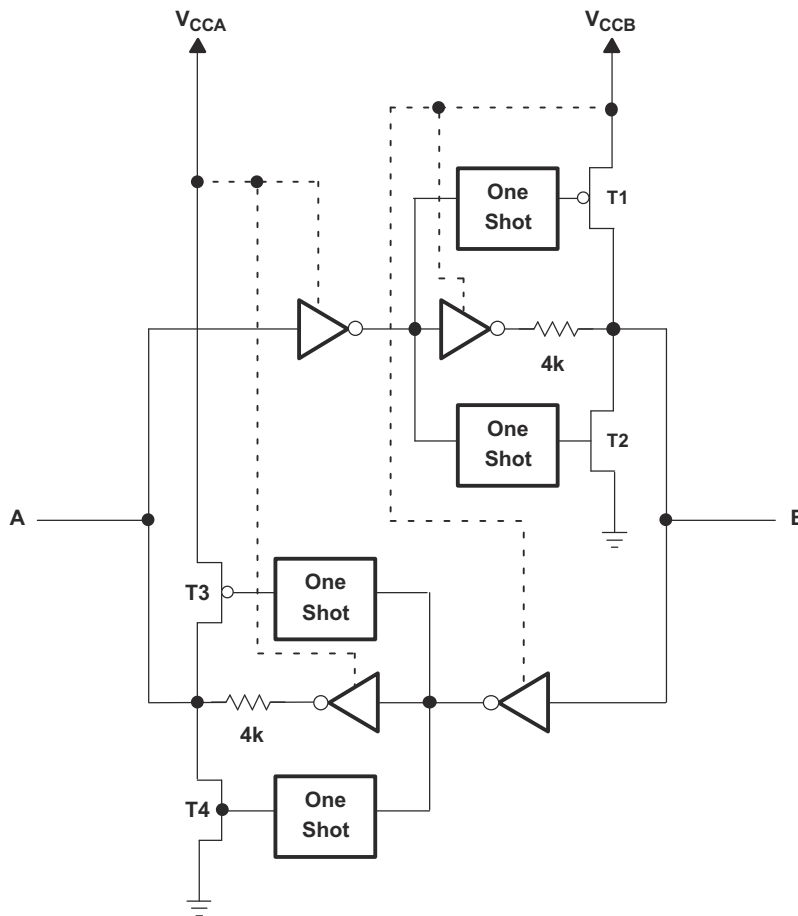 VCCA
VCCB
One
Shot
T1
4k
One
Shot
T2
A
B
One
Shot
T3
4k
One
Shot
T4